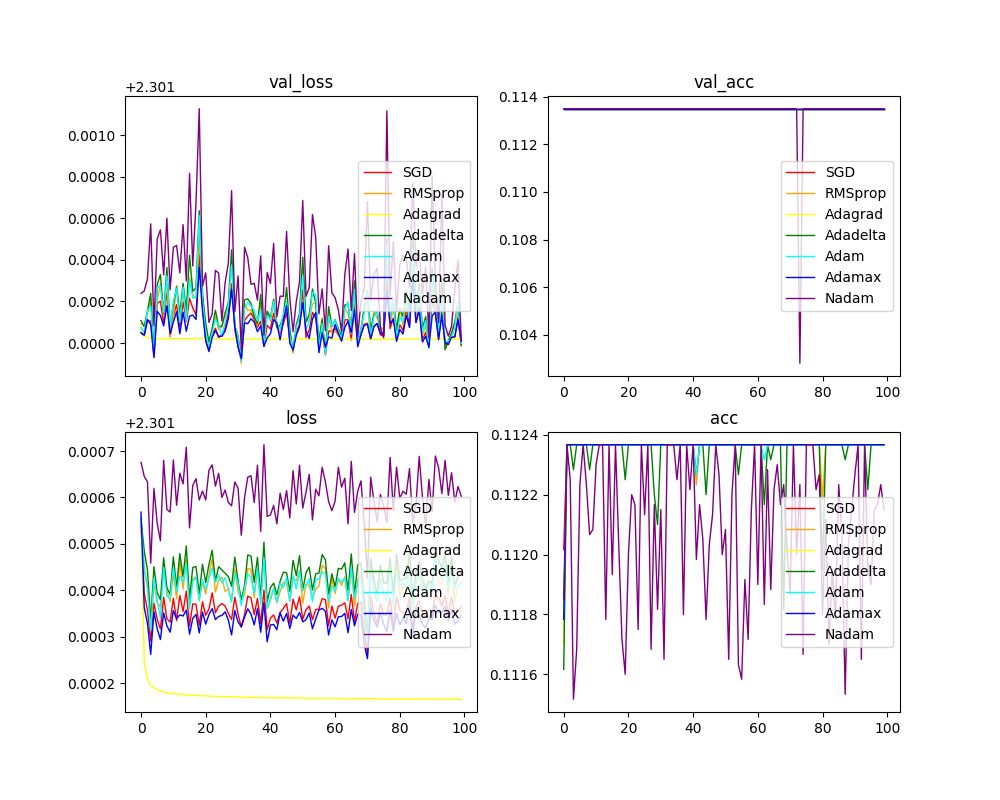 val_loss
+2.301
0.0010
0.0008
0.0006
0.0004
0.0002
0.0000
0 20 40 60 80 100
SGD
RMSprop
Adagrad
Adadelta
Adam
Adamax
Nadam
val_acc
0.114
0.112
0.110
0.108
0.106
0.104
0 20 40 60 80 100
SGD
RMSprop
Adagrad
Adadelta
Adam
Adamax
Nadam
loss
+2.301
0.0007
0.0006
0.0005
0.0004
0.0003
0.0002
0 20 40 60 80 100
SGD
RMSprop
Adagrad
Adadelta
Adam
Adamax
Nadam
acc
0.1124
0.1122
0.1120
0.1118
0.1116
0 20 40 60 80 100
SGD
RMSprop
Adagrad
Adadelta
Adam
Adamax
Nadam